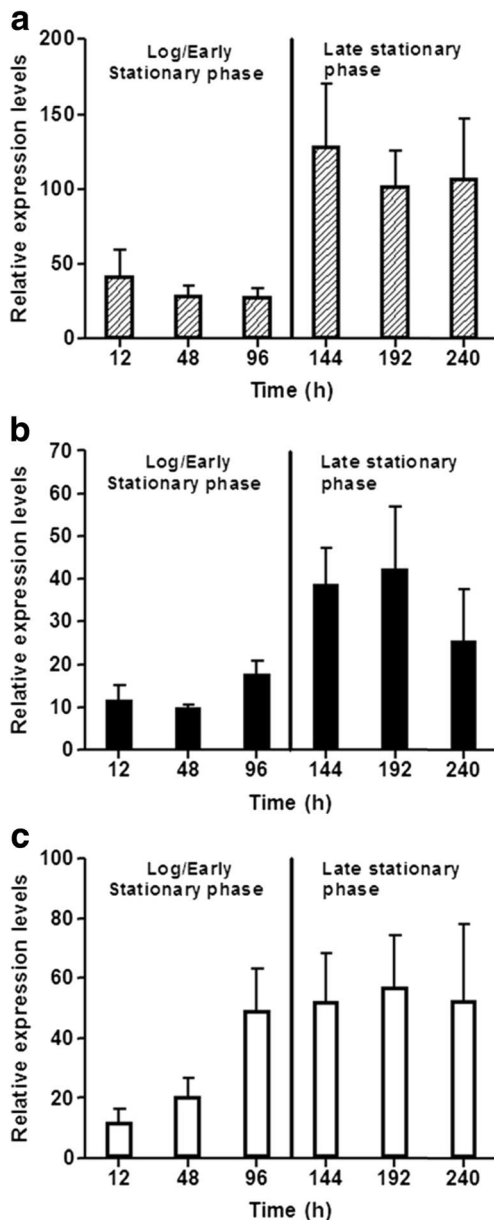 a
Log/Early
Stationary phase
Late stationary
phase
Relative expression levels
200
150
100
50
0
12 48 96 144 192 240
Time (h)
b
Log/Early
Stationary phase
Late stationary
phase
Relative expression levels
70
60
50
40
30
20
10
0
12 48 96 144 192 240
Time (h)
c
Log/Early
Stationary phase
Late stationary
phase
Relative expression levels
100
80
60
40
20
0
12 48 96 144 192 240
Time (h)